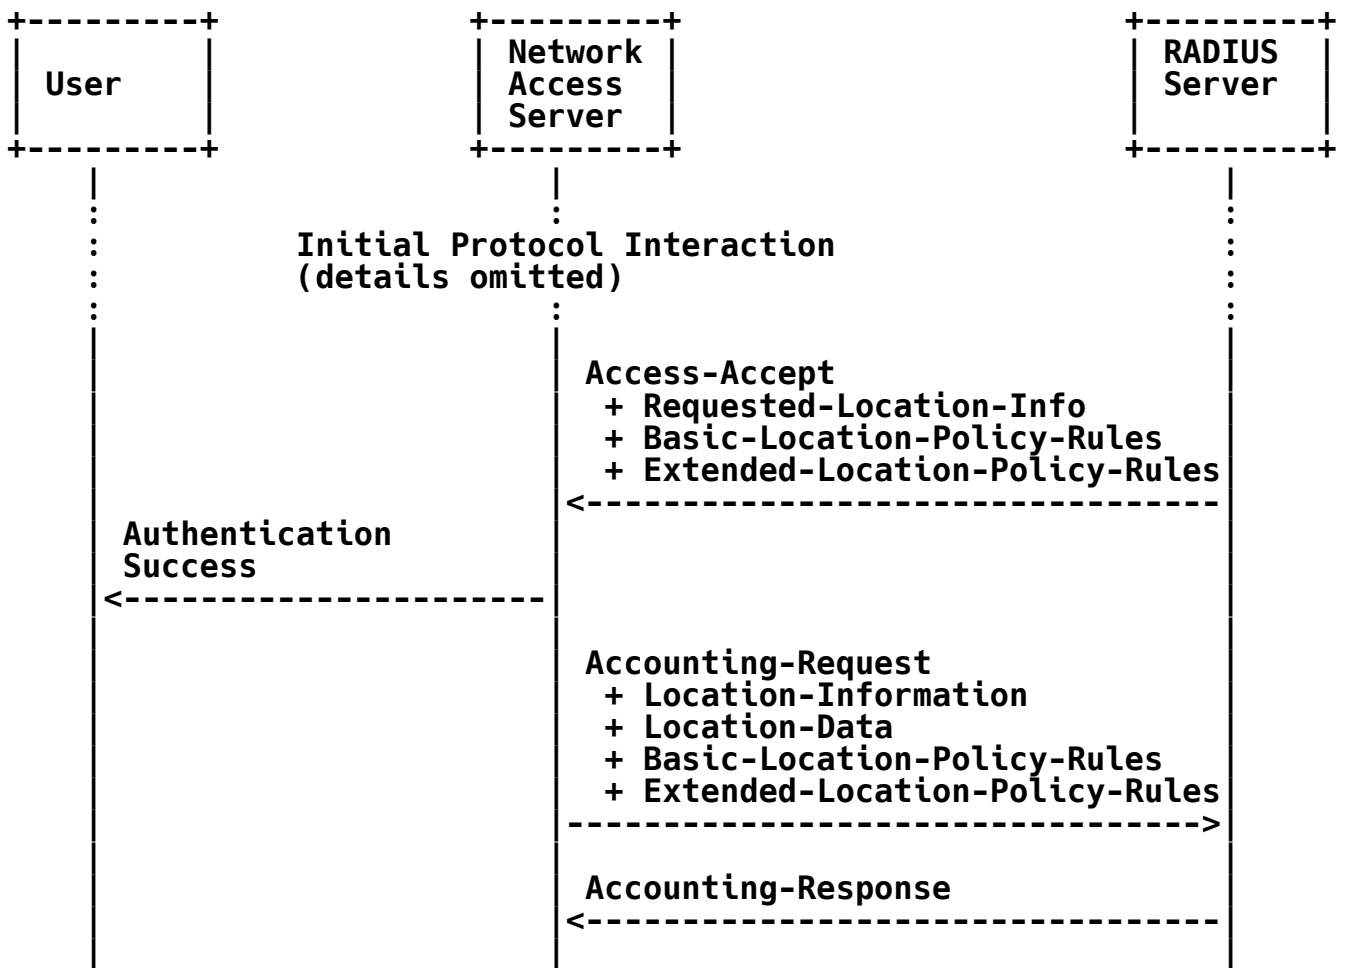 +---------+             +---------+                       +---------+
|         |             | Network |                       | RADIUS  |
| User    |             | Access  |                       | Server  |
|         |             | Server  |                       |         |
+---------+             +---------+                       +---------+
    |                       |                                  |
    :                       :                                  :
    :          Initial Protocol Interaction                    :
    :          (details omitted)                               :
    :                       :                                  :
    |                       |                                  |
    |                       | Access-Accept                    |
    |                       |  + Requested-Location-Info       |
    |                       |  + Basic-Location-Policy-Rules   |
    |                       |  + Extended-Location-Policy-Rules|
    |                       |<---------------------------------|
    | Authentication        |                                  |
    | Success               |                                  |
    |<----------------------|                                  |
    |                       |                                  |
    |                       | Accounting-Request               |
    |                       |  + Location-Information          |
    |                       |  + Location-Data                 |
    |                       |  + Basic-Location-Policy-Rules   |
    |                       |  + Extended-Location-Policy-Rules|
    |                       |--------------------------------->|
    |                       |                                  |
    |                       | Accounting-Response              |
    |                       |<---------------------------------|
    |                       |                                  |